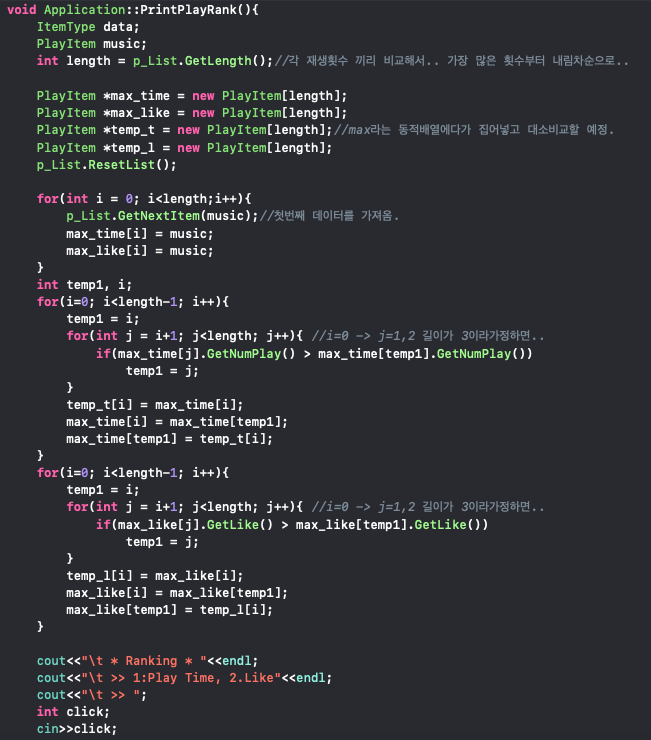 void Application::PrintPlayRank(){
    ItemType data;
    PlayItem music;
    int length = p_List.GetLength();//각 재생횟수 끼리 비교해서.. 가장 많은 횟수부터 내림차순으로..
    PlayItem *max_time = new PlayItem[length];
    PlayItem *max_like = new PlayItem[length];
    PlayItem *temp_t = new PlayItem[length];//max라는 동적배열에다가 집어넣고 대소비교할 예정.
    PlayItem *temp_l = new PlayItem[length];
    p_List.ResetList();
    for(int i = 0; i<length;i++){
        p_List.GetNextItem(music);//첫번째 데이터를 가져옴.
        max_time[i] = music;
        max_like[i] = music;
    }
    int temp1, i;
    for(i=0; i<length-1; i++){
        temp1 = i;
        for(int j = i+1; j<length; j++){ //i=0 -> j=1,2 길이가 3이라가정하면..
            if(max_time[j].GetNumPlay() > max_time[temp1].GetNumPlay())
                temp1 = j;
        }
        temp_t[i] = max_time[i];
        max_time[i] = max_time[temp1];
        max_time[temp1] = temp_t[i];
    }
    for(i=0; i<length-1; i++){
        temp1 = i;
        for(int j = i+1; j<length; j++){ //i=0 -> j=1,2 길이가 3이라가정하면..
            if(max_like[j].GetLike() > max_like[temp1].GetLike())
                temp1 = j;
        }
        temp_l[i] = max_like[i];
        max_like[i] = max_like[temp1];
        max_like[temp1] = temp_l[i];
    }
    cout<<"\t * Ranking * "<<endl;
    cout<<"\t >> 1:Play Time, 2.Like"<<endl;
    cout<<"\t >> ";
    int click;
    cin>>click;